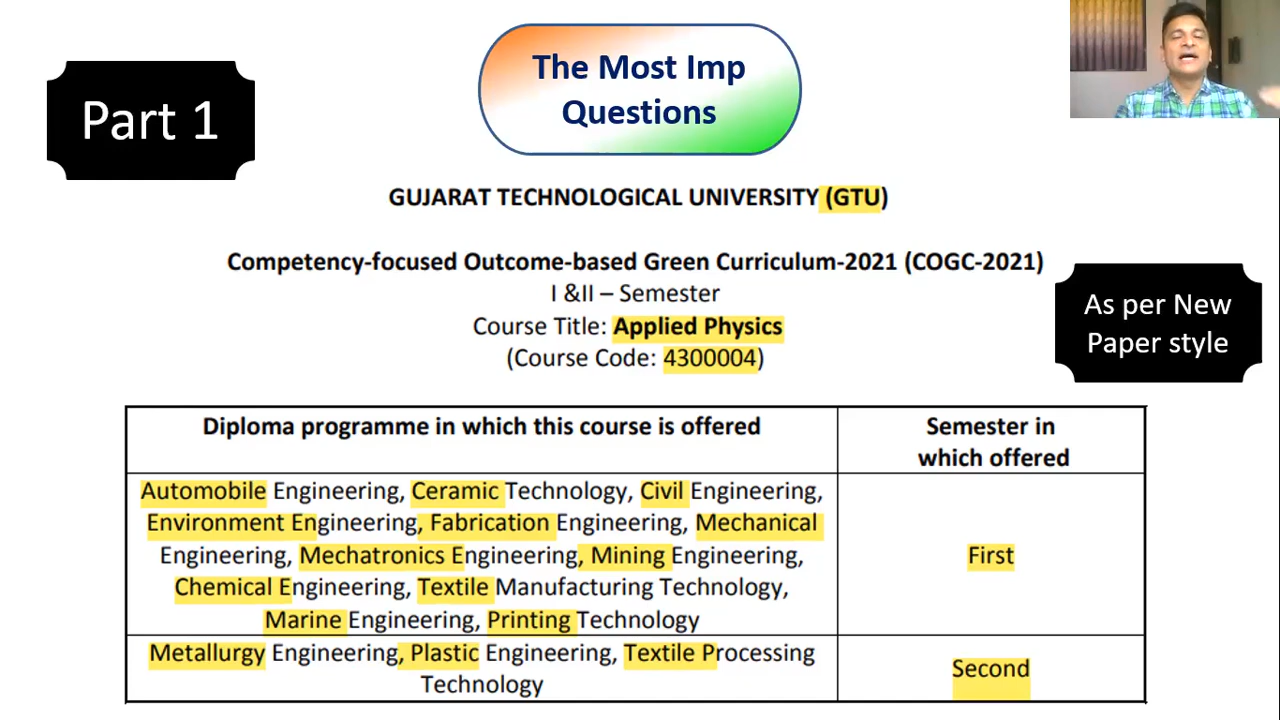 Part 1
The Most Imp
Questions
GUJARAT TECHNOLOGICAL UNIVERSITY (GTU)
Competency-focused Outcome-based Green Curriculum-2021 (COGC-2021)
I &II – Semester
Course Title: Applied Physics
(Course Code: 4300004)
As per New
Paper style
Diploma programme in which this course is offered
Semester in
which offered
Automobile Engineering, Ceramic Technology, Civil Engineering,
Environment Engineering, Fabrication Engineering, Mechanical
Engineering, Mechatronics Engineering, Mining Engineering,
Chemical Engineering, Textile Manufacturing Technology,
Marine Engineering, Printing Technology
First
Metallurgy Engineering, Plastic Engineering, Textile Processing
Technology
Second